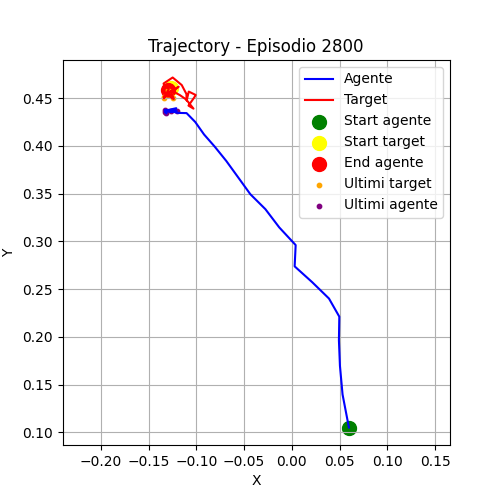 Trajectory - Episodio 2800
Agente
Target
Start agente
Start target
End agente
Ultimi target
Ultimi agente
Y
0.45
0.40
0.35
0.30
0.25
0.20
0.15
0.10
−0.20 −0.15 −0.10 −0.05 0.00 0.05 0.10 0.15
X